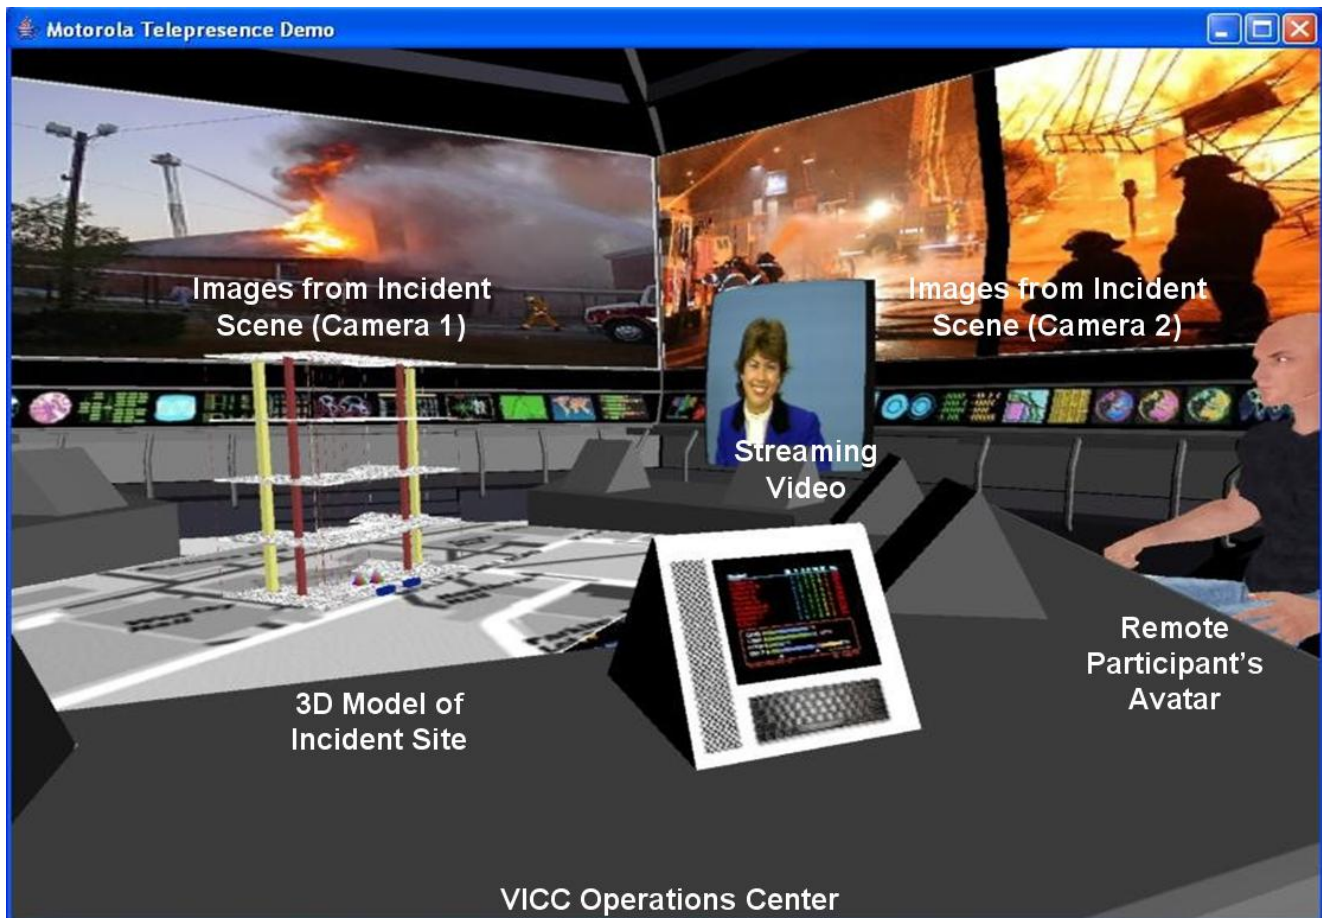 Motorola Telepresence Demo
Images from Incident
Scene (Camera 1)
Images from Incident
Scene (Camera 2)
Streaming
Video
Remote
Participant's
Avatar
3D Model of
Incident Site
VICC Operations Center